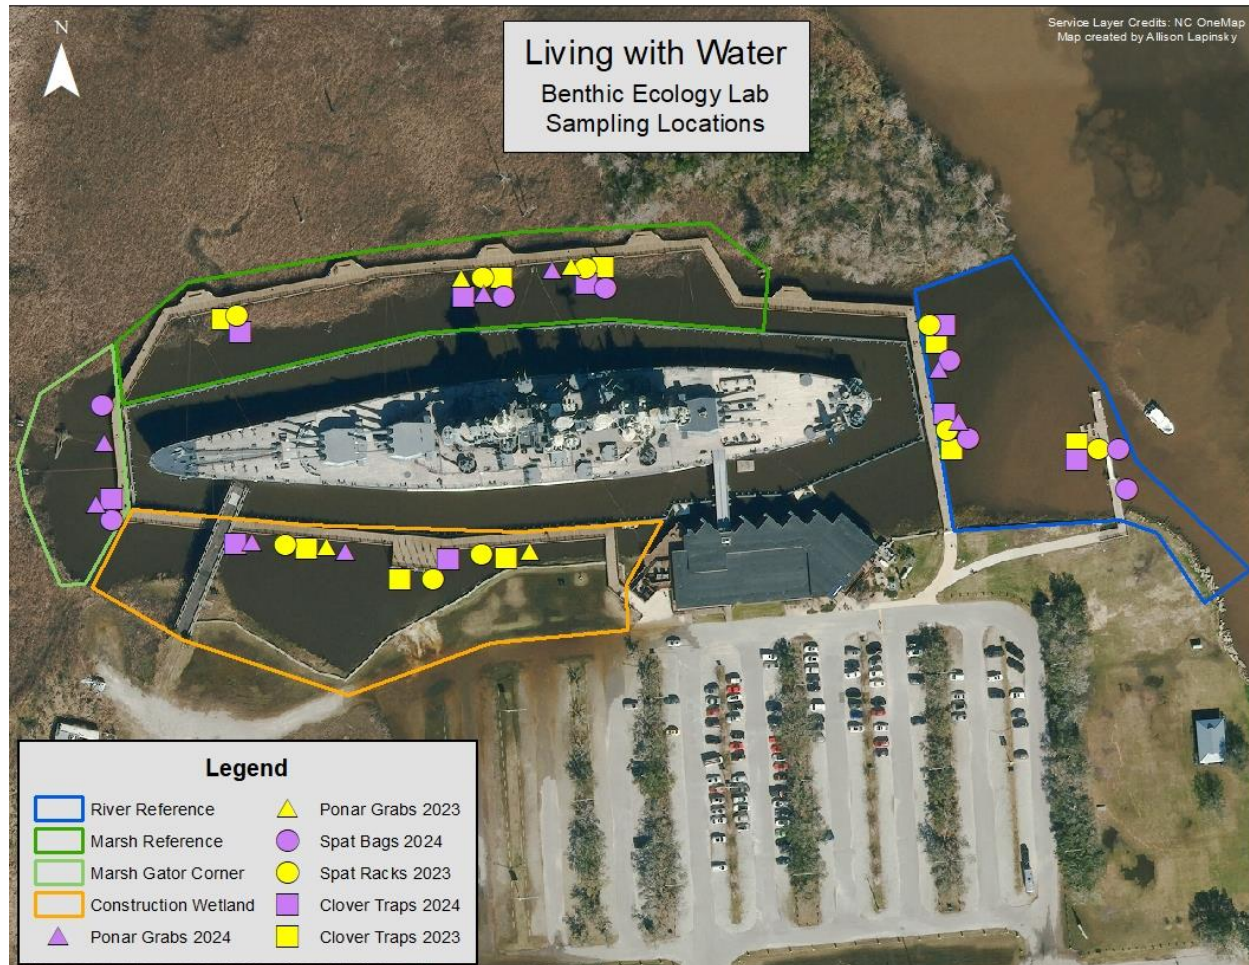 N
Living with Water
Benthic Ecology Lab
Sampling Locations
Service Layer Credits: NC OneMap
Map created by Allison Lapinsky
Legend
River Reference
Marsh Reference
Marsh Gator Corner
Construction Wetland
Ponar Grabs 2024
Ponar Grabs 2023
Spat Bags 2024
Spat Racks 2023
Clover Traps 2024
Clover Traps 2023